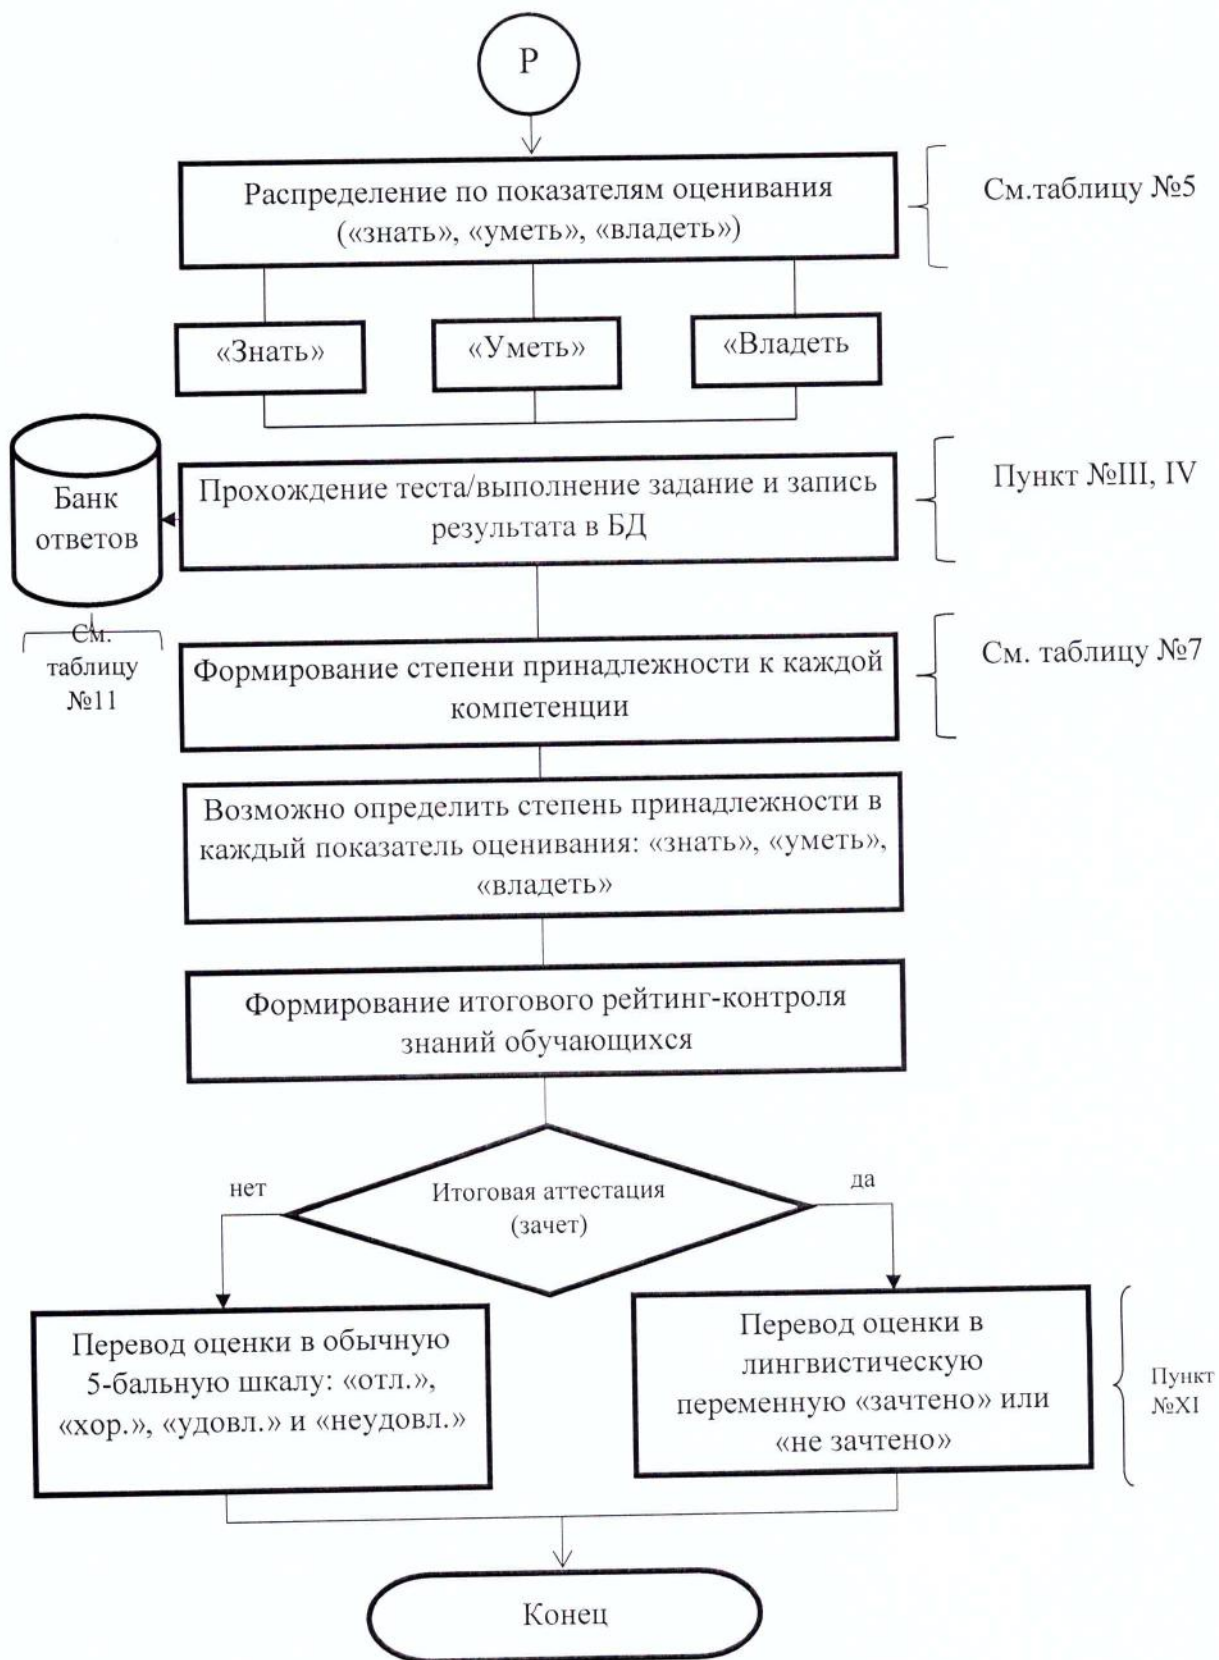 Р
Распределение по показателям оценивания
(«знать», «уметь», «владеть»)
См.таблицу №5
«Знать»
«Уметь»
«Владеть
Банк
ответов
Прохождение теста/выполнение задание и запись
результата в БД
Пункт №III, IV
См.
таблицу
№11
Формирование степени принадлежности к каждой
компетенции
См. таблицу №7
Возможно определить степень принадлежности в
каждый показатель оценивания: «знать», «уметь»,
«владеть»
Формирование итогового рейтинг-контроля
знаний обучающихся
нет
Итоговая аттестация
(зачет)
да
Перевод оценки в обычную
5-бальную шкалу: «отл.»,
«хор.», «удовл.» и «неудовл.»
Перевод оценки в
лингвистическую
переменную «зачтено» или
«не зачтено»
Пункт
№XI
Конец